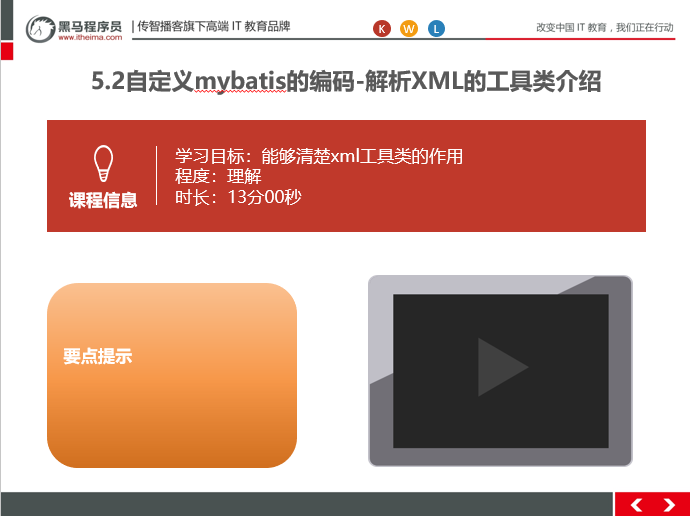 黑马程序员
www.itheima.com
传智播客旗下高端 IT 教育品牌
K W L
改变中国 IT 教育，我们正在行动
5.2自定义mybatis的编码-解析XML的工具类介绍
课程信息
学习目标：能够清楚xml工具类的作用
程度：理解
时长：13分00秒
要点提示